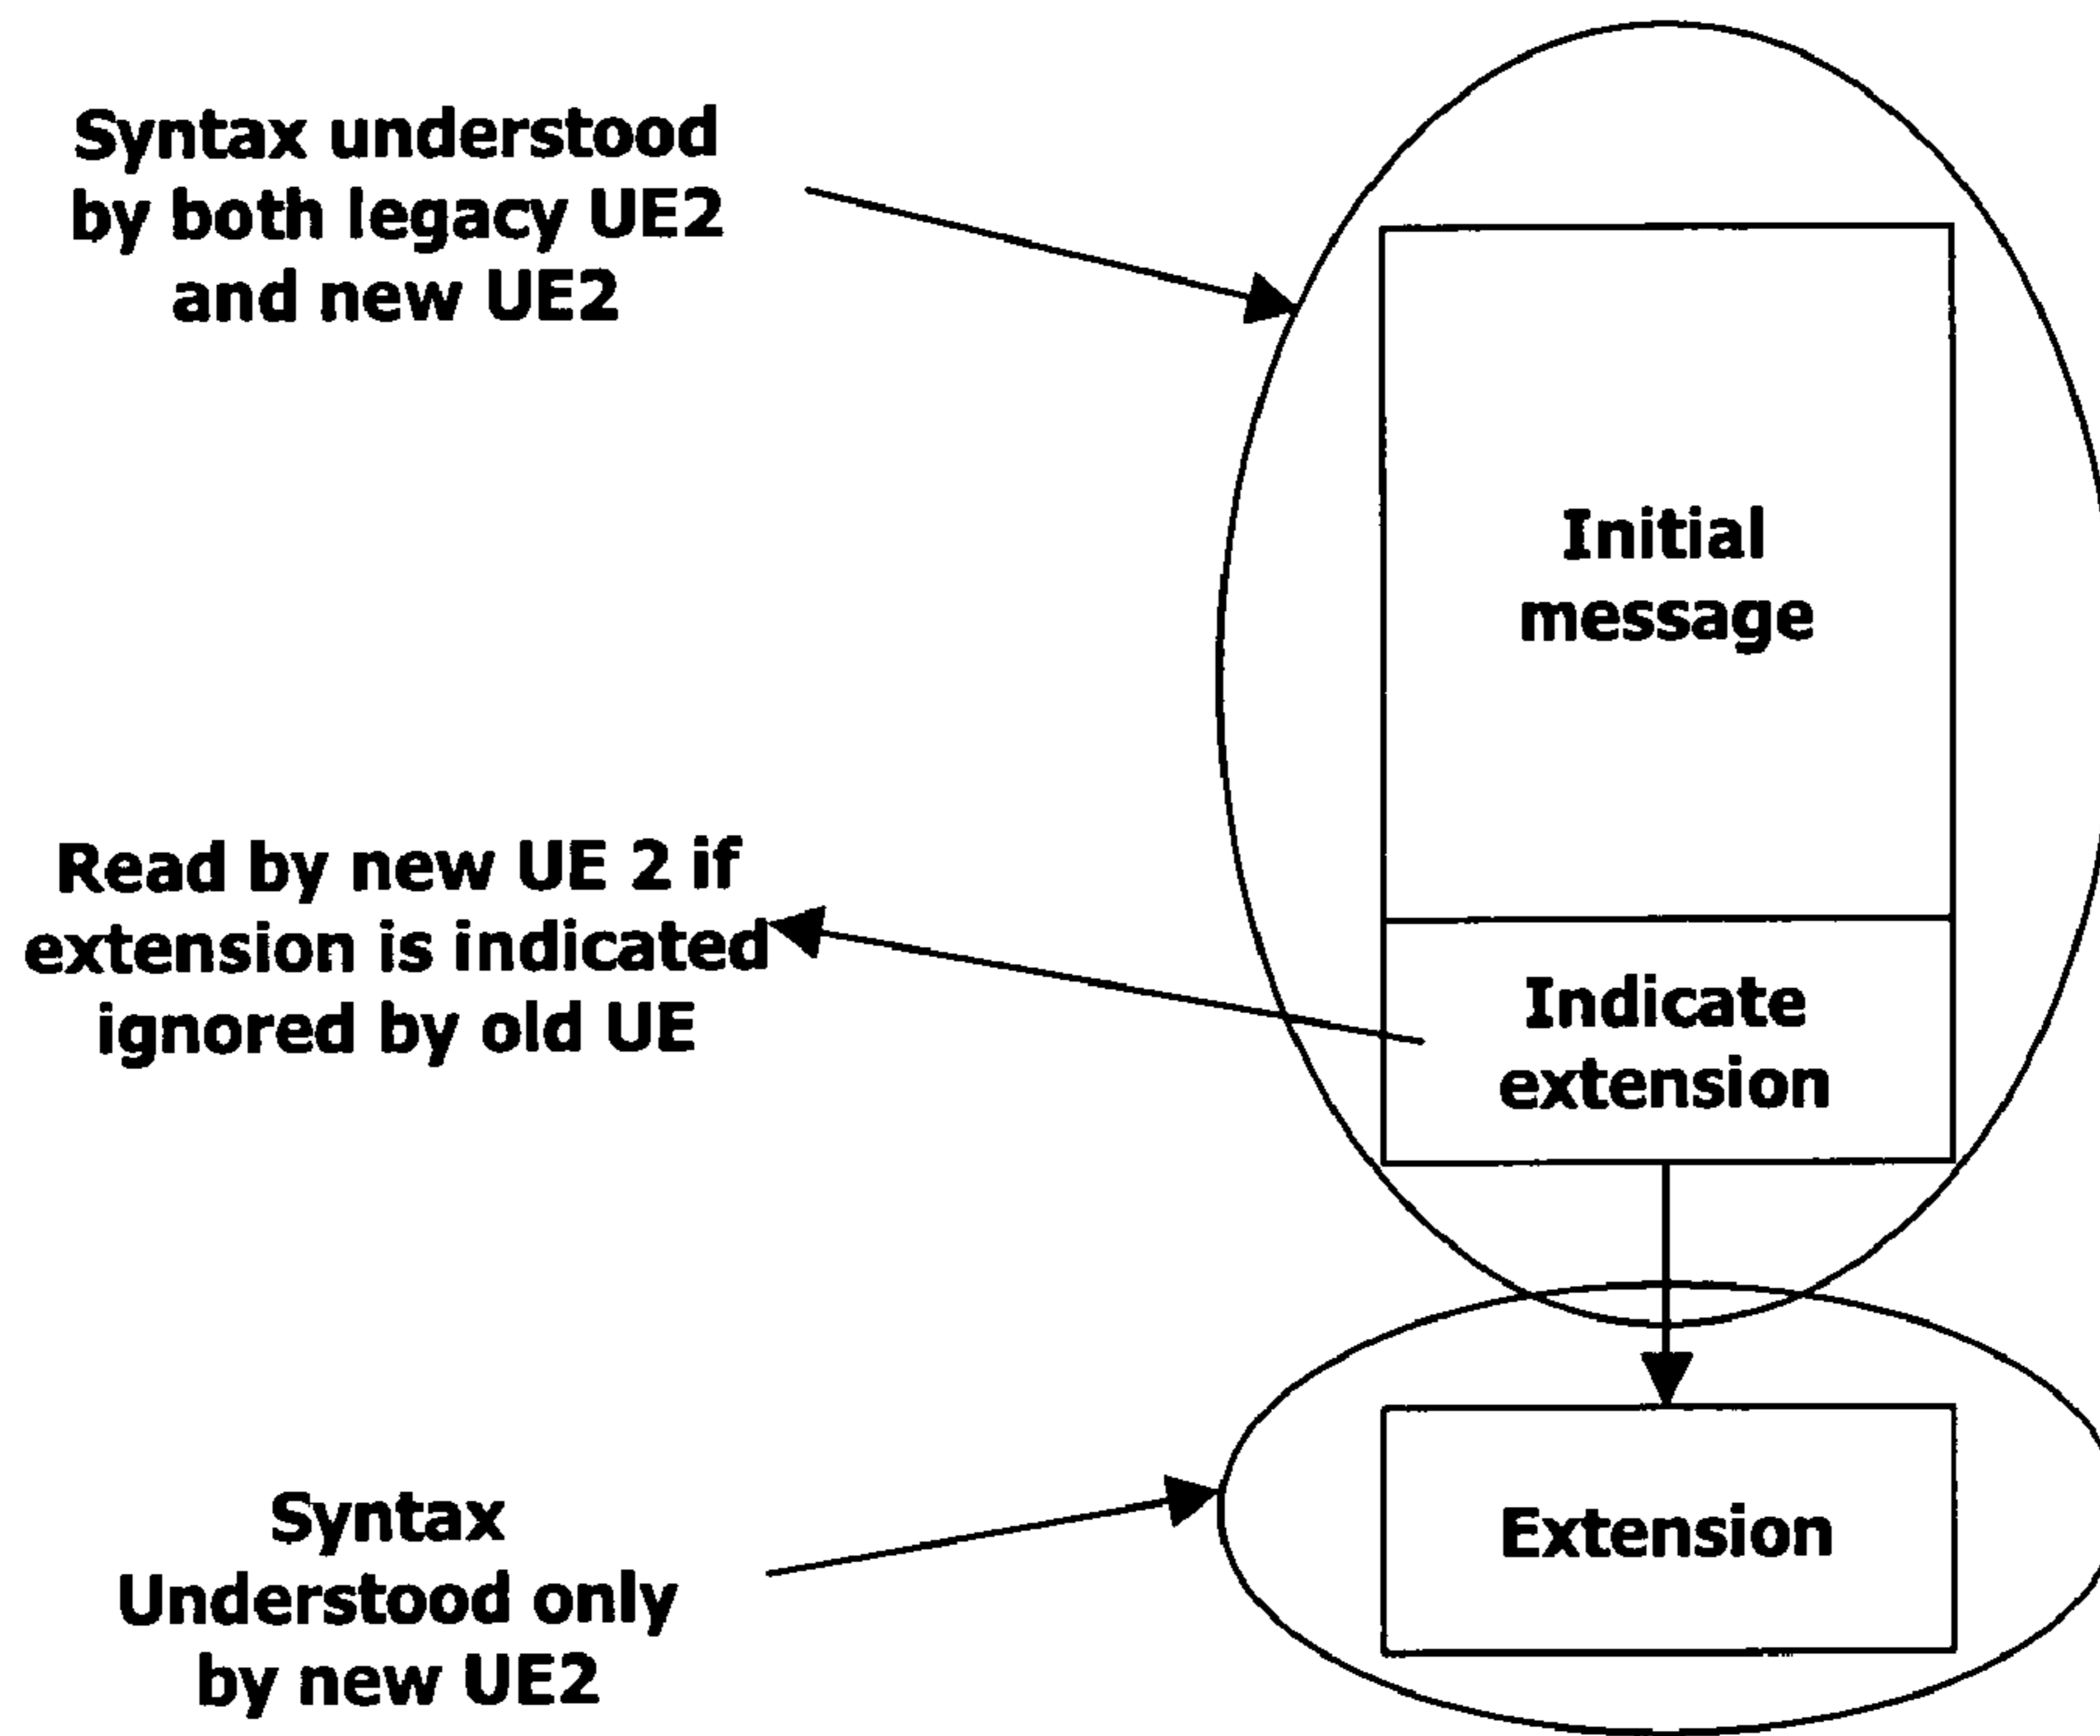 Syntax understood
by both legacy UE2
and new UE2
Initial
message
Read by new UE 2 if
extension is indicated
ignored by old UE
Indicate
extension
Syntax
Understood only
by new UE2
Extension